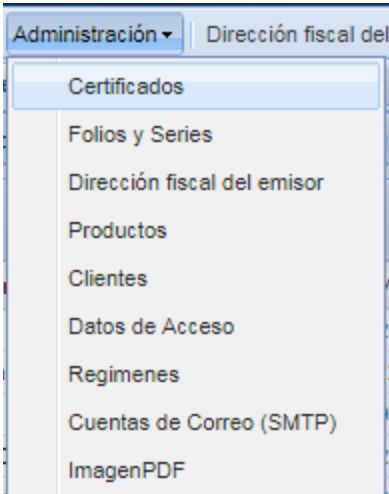 Administración Dirección fiscal del
Certificados
Folios y Series
Dirección fiscal del emisor
Productos
Clientes
Datos de Acceso
Regimenes
Cuentas de Correo (SMTP)
ImagenPDF